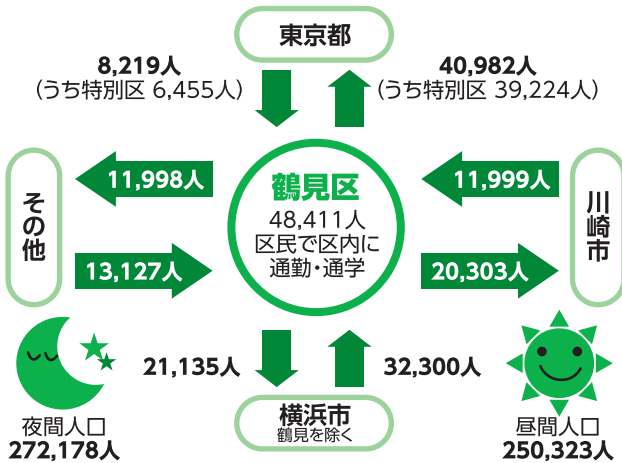 東京都
8,219人
（うち特別区 6,455人）
40,982人
（うち特別区 39,224人）
その他
11,998人
13,127人
鶴見区
48,411人
区民で区内に
通勤・通学
11,999人
20,303人
川崎市
21,135人
32,300人
横浜市
鶴見を除く
夜間人口
272,178人
昼間人口
250,323人